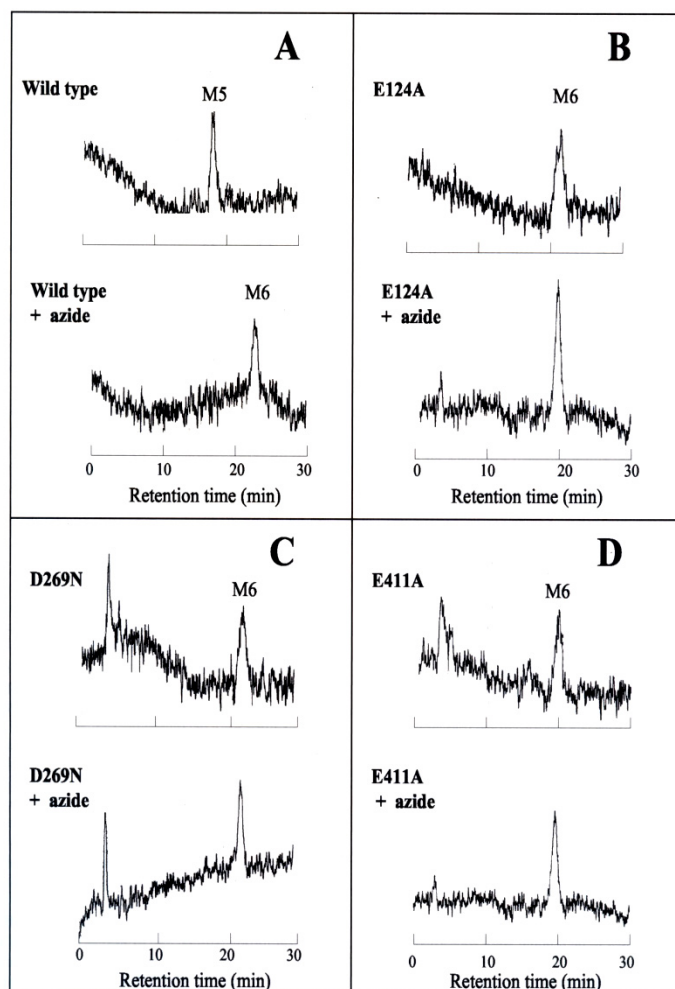 A
Wild type
M5
Wild type
+ azide
M6
0 10 20 30
Retention time (min)
B
E124A
M6
E124A
+ azide
0 10 20 30
Retention time (min)
C
D269N
M6
D269N
+ azide
0 10 20 30
Retention time (min)
D
E411A
M6
E411A
+ azide
0 10 20 30
Retention time (min)